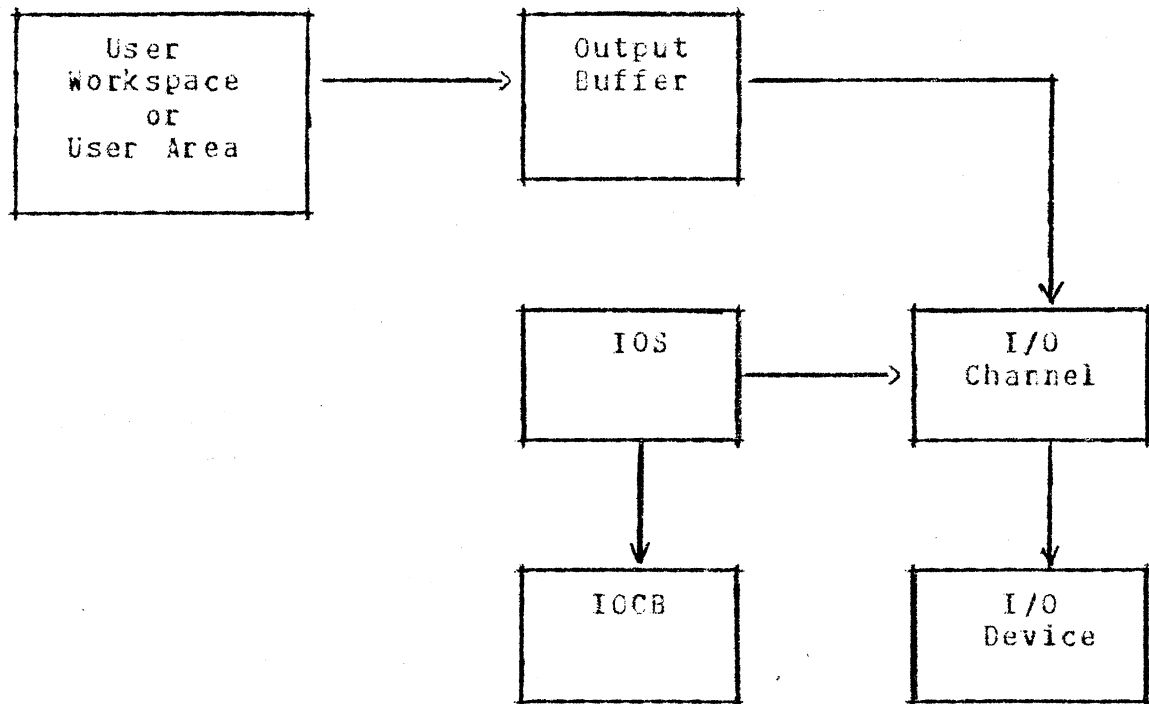 User
Workspace
or
User Area
Output
Buffer
IOS
I/O
Channel
IOCB
I/O
Device